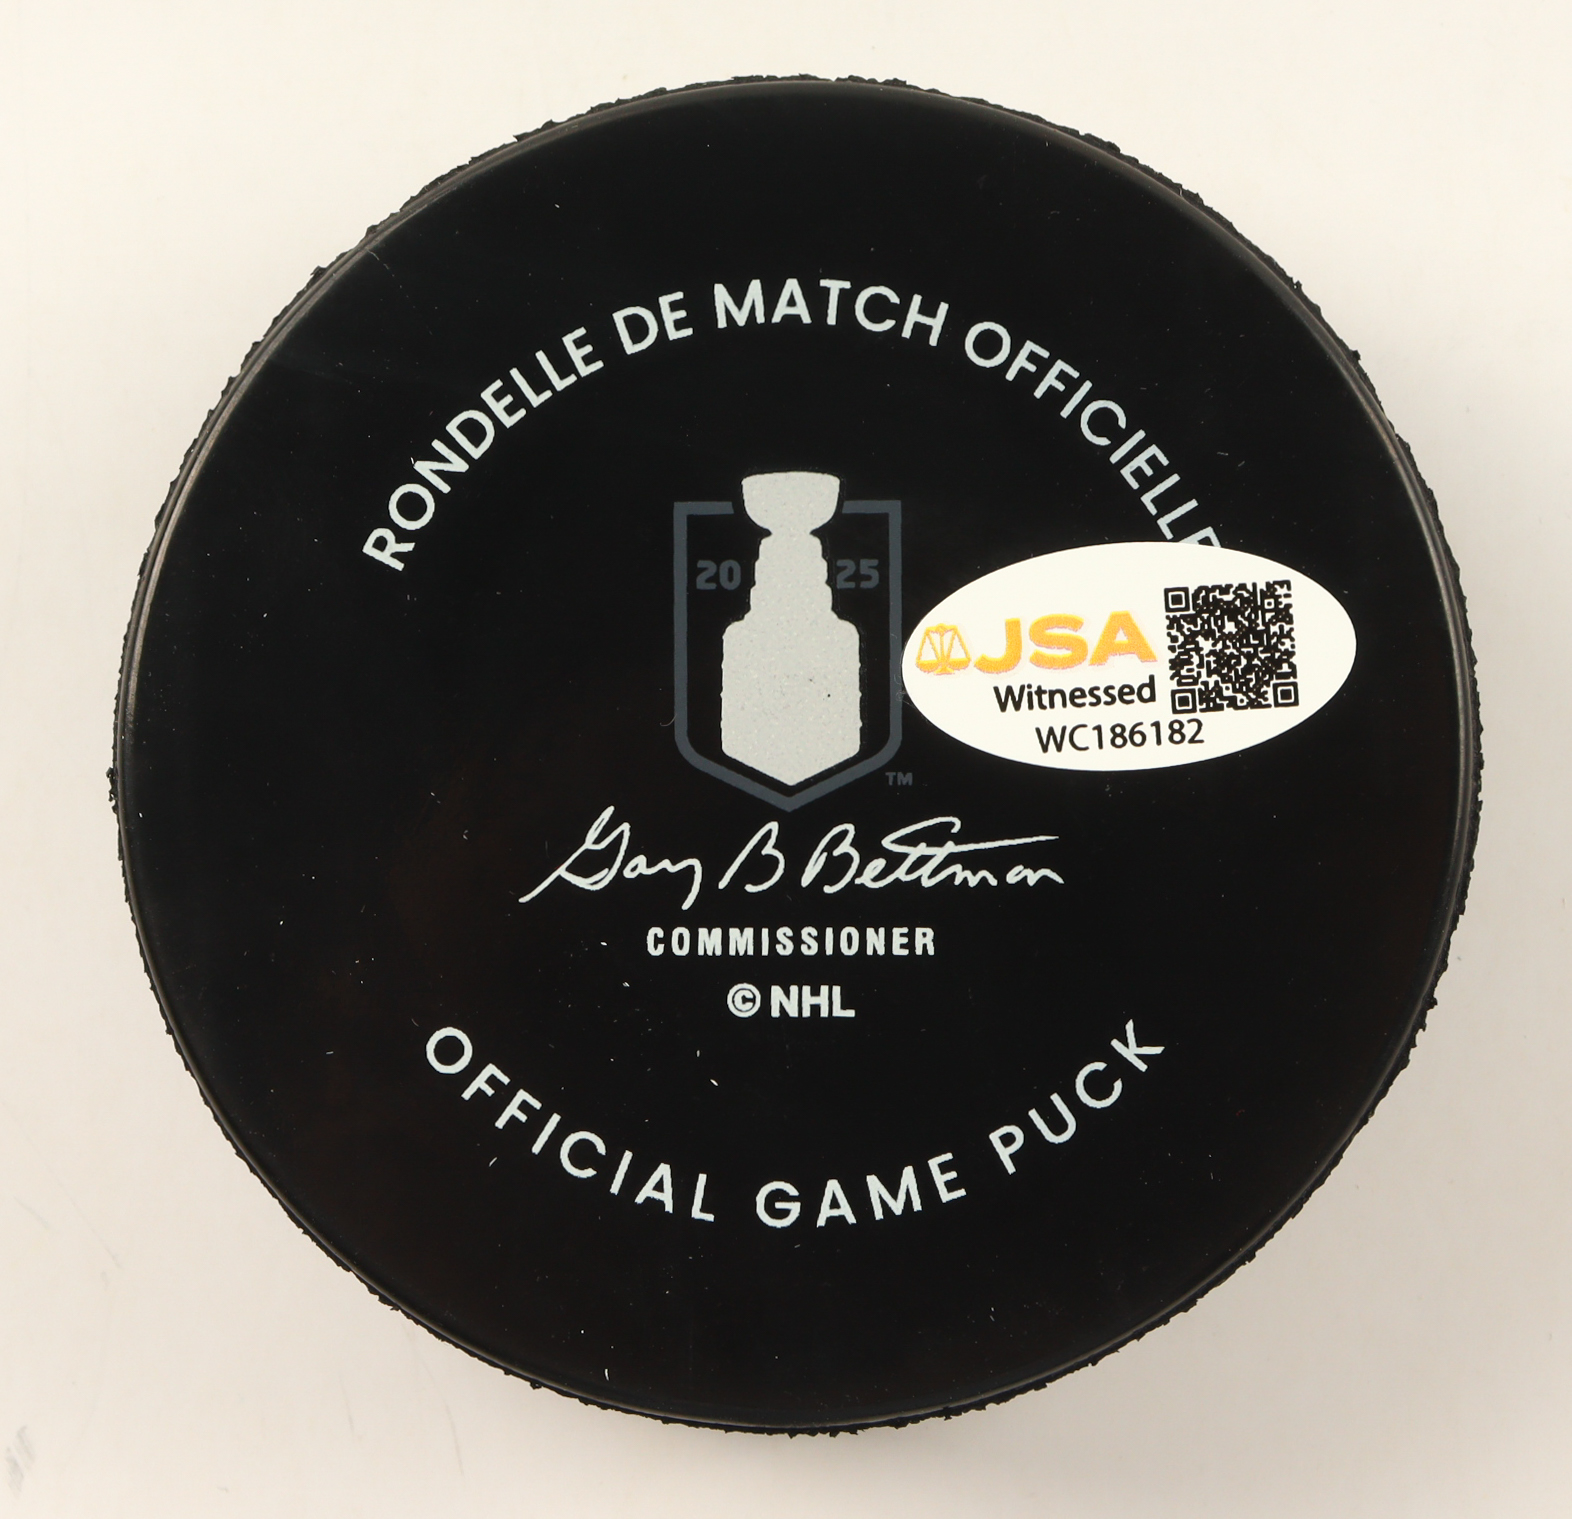 RONDELLE DE MATCH OFFICIELLE
20 25
JSA
Witnessed
WC186182
TM
Gary B Bettman
COMMISSIONER
© NHL
OFFICIAL GAME PUCK